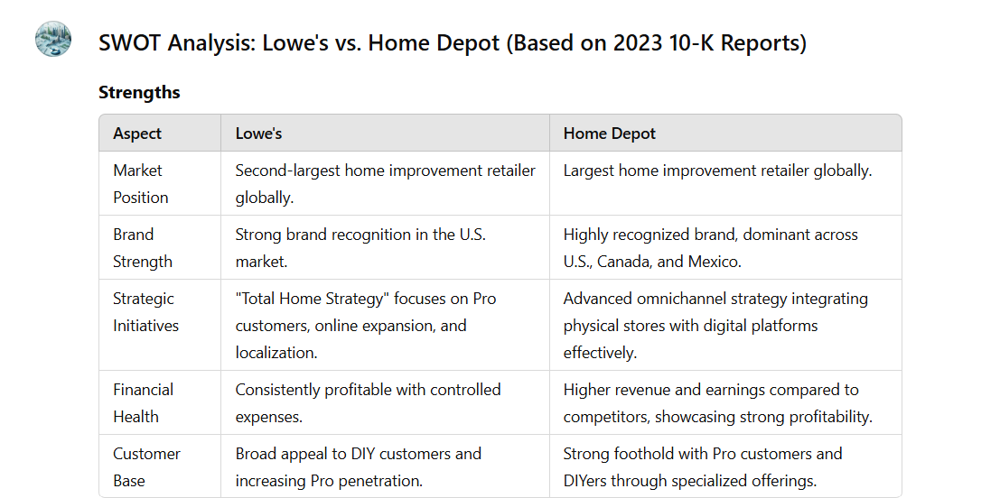 SWOT Analysis: Lowe's vs. Home Depot (Based on 2023 10-K Reports)
Strengths
Aspect Lowe's Home Depot
Market Second-largest home improvement retailer Largest home improvement retailer globally.
Position globally.
Brand Strong brand recognition in the U.S. Highly recognized brand, dominant across
Strength market. U.S., Canada, and Mexico.
Strategic "Total Home Strategy" focuses on Pro Advanced omnichannel strategy integrating
Initiatives customers, online expansion, and physical stores with digital platforms
localization. effectively.
Financial Consistently profitable with controlled Higher revenue and earnings compared to
Health expenses. competitors, showcasing strong profitability.
Customer Broad appeal to DIY customers and Strong foothold with Pro customers and
Base increasing Pro penetration. DIYers through specialized offerings.